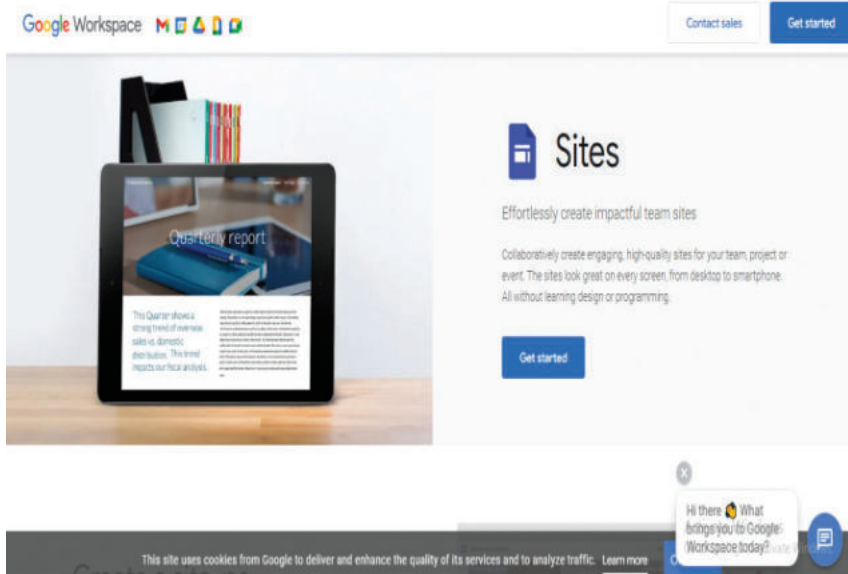 Google Workspace
Contact sales
Get started
Quarterly report
This Quarter shows a
strong trend of overseas
sales vs. domestic
distribution. This trend
impacts our fiscal analysis.
Sites
Effortlessly create impactful team sites
Collaboratively create engaging, high-quality sites for your team, project or
event. The sites look great on every screen, from desktop to smartphone.
All without learning design or programming.
Get started
Hi there 👋 What
brings you to Google
Workspace today?
This site uses cookies from Google to deliver and enhance the quality of its services and to analyze traffic. Learn more